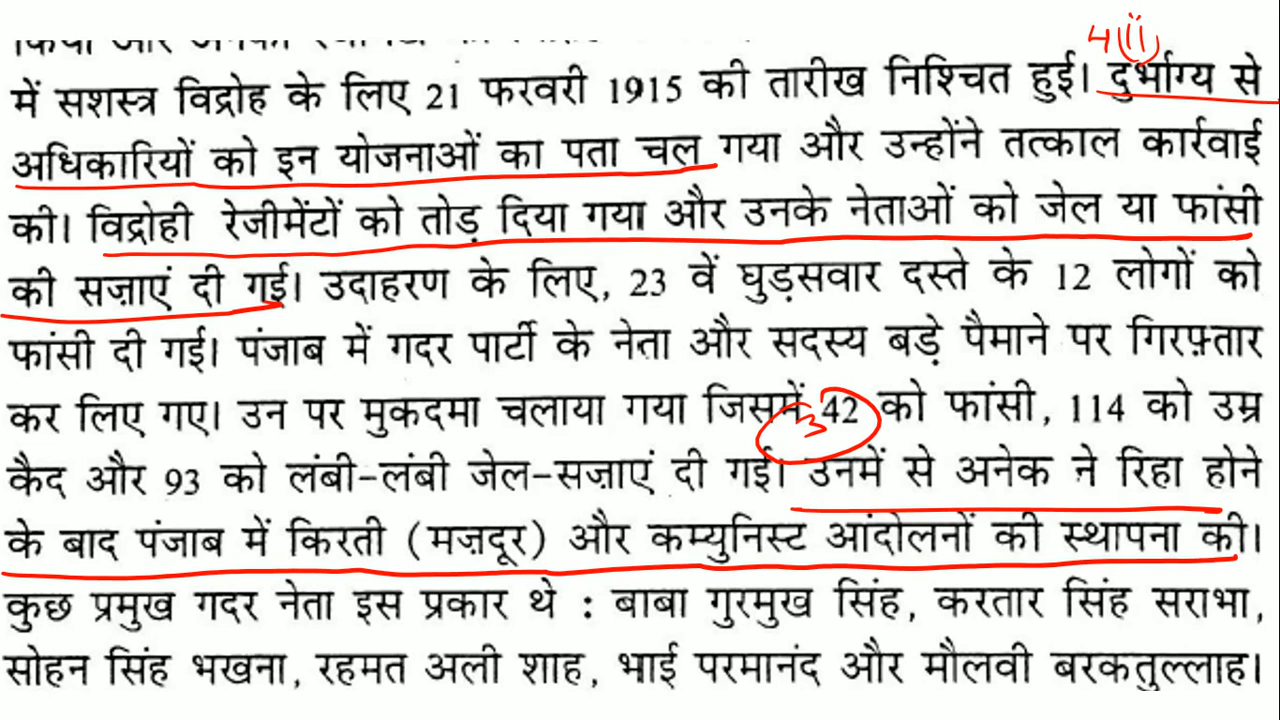 4(ii)
में सशस्त्र विद्रोह के लिए 21 फरवरी 1915 की तारीख निश्चित हुई। दुर्भाग्य से
अधिकारियों को इन योजनाओं का पता चल गया और उन्होंने तत्काल कार्रवाई
की। विद्रोही रेजीमेंटों को तोड़ दिया गया और उनके नेताओं को जेल या फांसी
की सज़ाएं दी गई। उदाहरण के लिए, 23 वें घुड़सवार दस्ते के 12 लोगों को
फांसी दी गई। पंजाब में गदर पार्टी के नेता और सदस्य बड़े पैमाने पर गिरफ़्तार
कर लिए गए। उन पर मुकदमा चलाया गया जिसमें 42 को फांसी, 114 को उम्र
कैद और 93 को लंबी-लंबी जेल-सज़ाएं दी गई। उनमें से अनेक ने रिहा होने
के बाद पंजाब में किरती (मज़दूर) और कम्युनिस्ट आंदोलनों की स्थापना की।
कुछ प्रमुख गदर नेता इस प्रकार थे : बाबा गुरमुख सिंह, करतार सिंह सराभा,
सोहन सिंह भखना, रहमत अली शाह, भाई परमानंद और मौलवी बरकतुल्लाह।